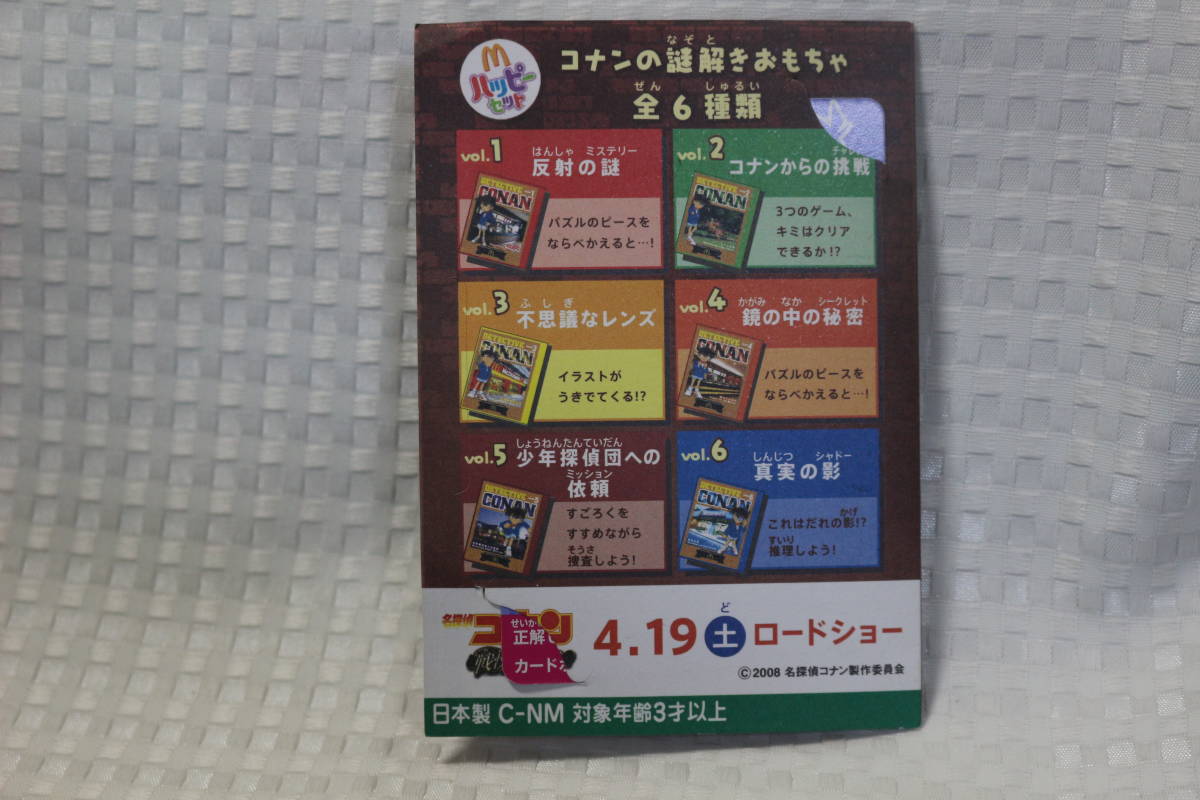 M
ハッピー
セット
なぞと
コナンの謎解きおもちゃ
ぜん しゅるい
全6種類
vol.1
はんしゃ ミステリー
反射の謎
CONAN
パズルのピースを
ならべかえると…!
vol.2
コナンからの挑戦
CONAN
3つのゲーム、
キミはクリア
できるか!?
vol.3
ふしぎ
不思議なレンズ
CONAN
イラストが
うきでてくる!?
vol.4
かがみ なか シークレット
鏡の中の秘密
CONAN
パズルのピースを
ならべかえると…!
vol.5
しょうねんたんていだん
少年探偵団への
ミッション
依頼
CONAN
すごろくを
すすめながら
そうさ
捜査しよう!
vol.6
しんじつ シャドー
真実の影
CONAN
かげ
これはだれの影!?
すいり
推理しよう!
名探偵
せいか
正解
カード
ど
4.19土ロードショー
©2008 名探偵コナン製作委員会
日本製 C-NM 対象年齢3才以上